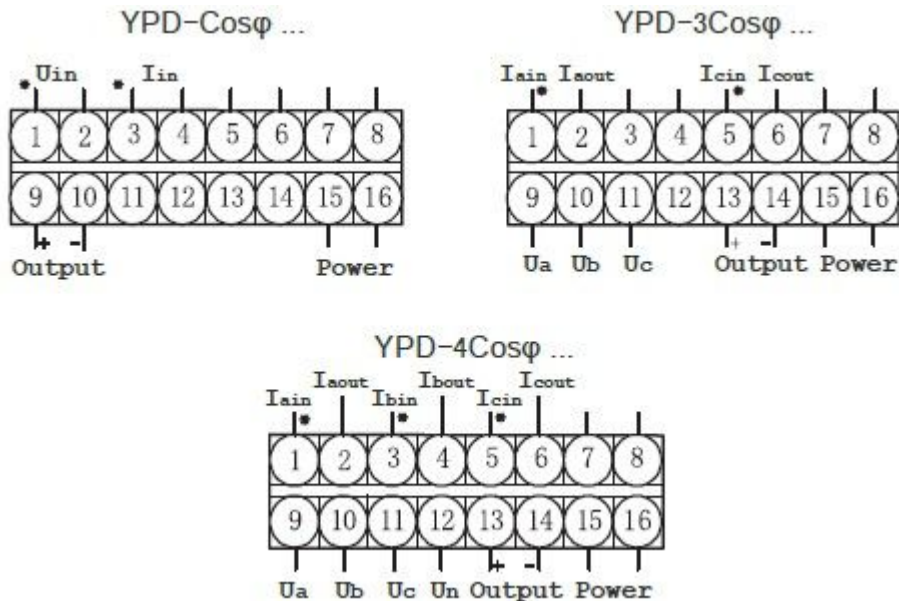 YPD-Cosφ ...
* Uin * Iin
1 2 3 4 5 6 7 8
9 10 11 12 13 14 15 16
+ -
Output Power
YPD-3Cosφ ...
Iain * Iaout Icin * Icout
1 2 3 4 5 6 7 8
9 10 11 12 13 14 15 16
+ -
Ua Ub Uc Output Power
YPD-4Cosφ ...
Iaout Ibout Icout
Iain * Ibin * Icin *
1 2 3 4 5 6 7 8
9 10 11 12 13 14 15 16
+ -
Ua Ub Uc Un Output Power